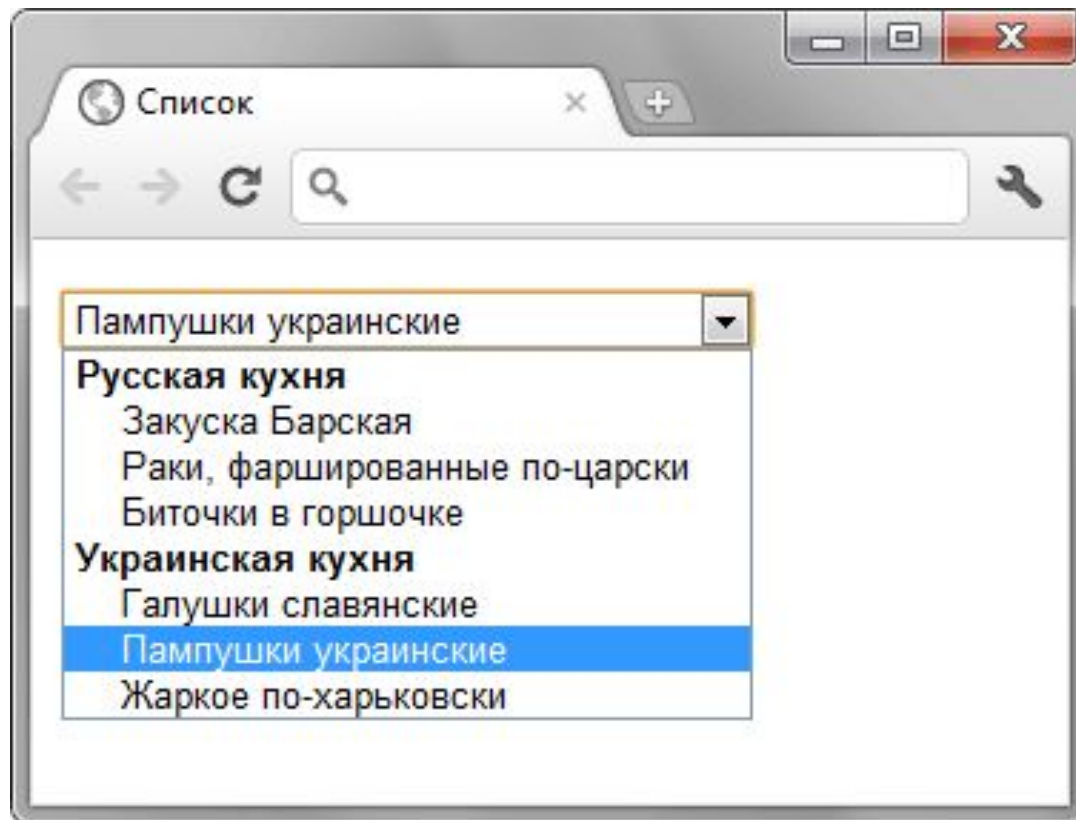 Список
Пампушки украинские
Русская кухня
Закуска Барская
Раки, фаршированные по-царски
Биточки в горшочке
Украинская кухня
Галушки славянские
Пампушки украинские
Жаркое по-харьковски